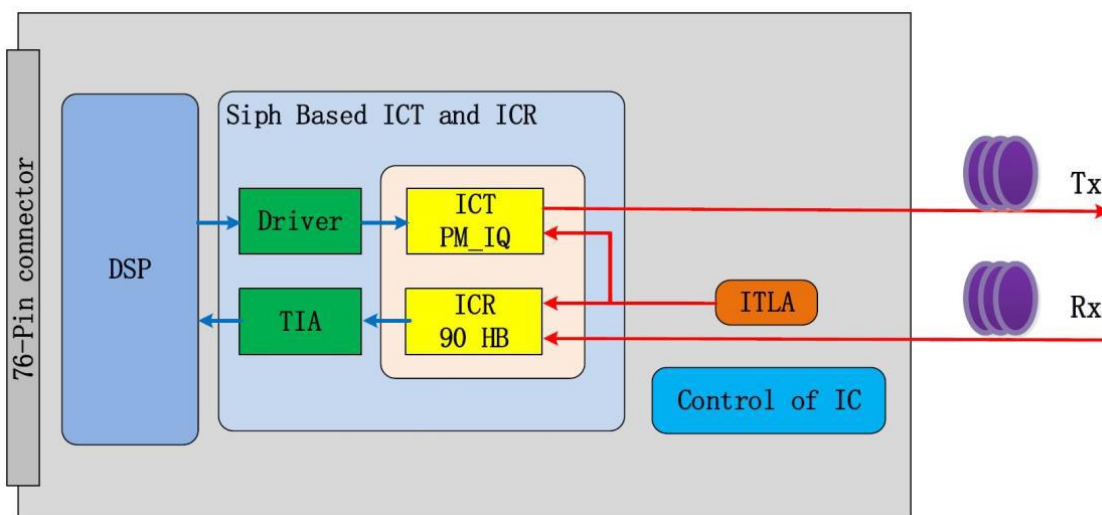 76-Pin connector
DSP
Siph Based ICT and ICR
Driver
ICT
PM_IQ
TIA
ICR
90 HB
ITLA
Control of IC
Tx
Rx